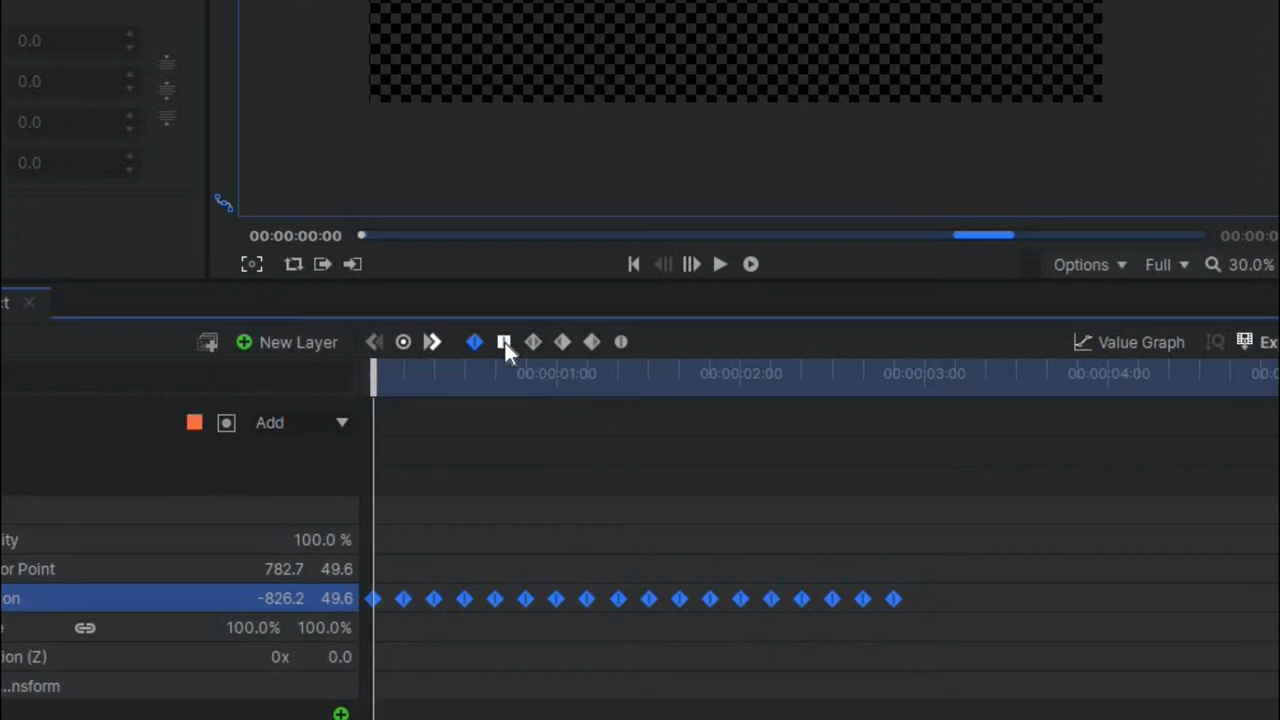 0.0
0.0
0.0
0.0
00:00:00:00
00:00:0
Options
Full
30.0%
ct
New Layer
Value Graph
Ex
00:00:01:00
00:00:02:00
00:00:03:00
00:00:04:00
00:0
Add
ity
100.0 %
or Point
782.7 49.6
on
-826.2 49.6
e
100.0% 100.0%
ion (Z)
0x 0.0
...nsform